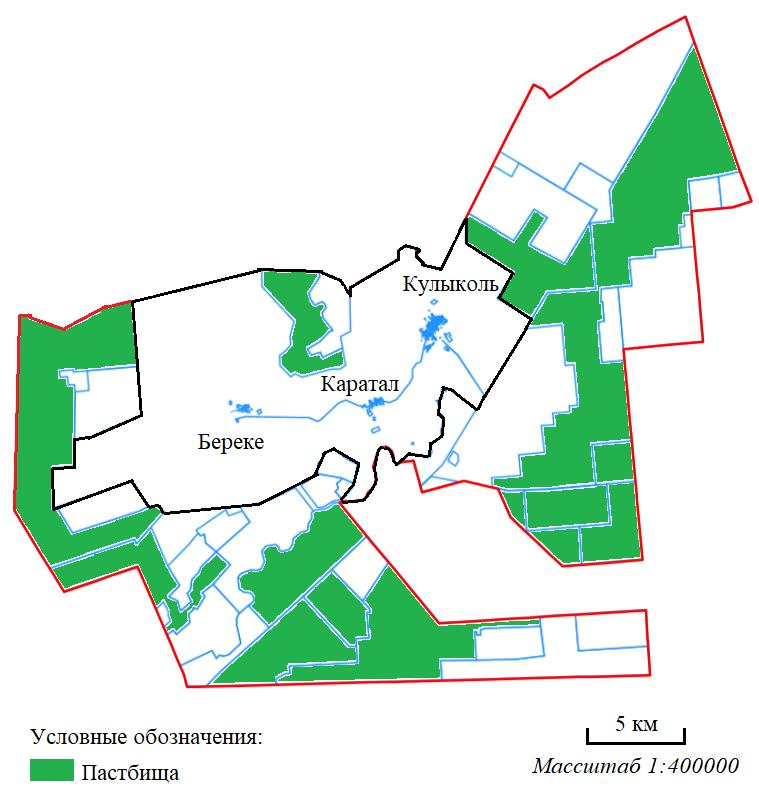 Кулыколь
Каратал
Береке
Условные обозначения:
Пастбища
5 км
Масштаб 1:400000